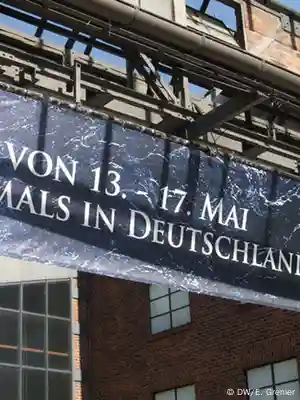 VON 13. - 17. MAI
MALS IN DEUTSCHLAND
© DW/E. Grenier